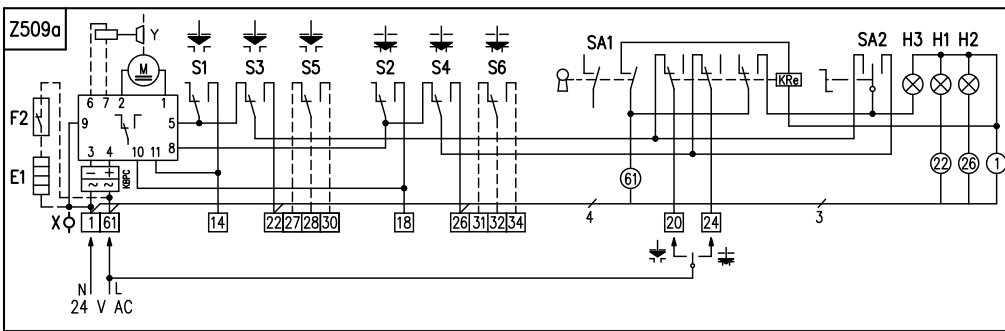 Z509a
Y
M
S1 S3 S5 S2 S4 S6
SA1 SA2 H3 H1 H2
KRe
F2
6 7 2 1
9 5
8
3 4 10 11
E1
− +
~ ~
KBPC
61 22 26 1
X 1 61 14 22 27 28 30 18 26 31 32 34 4 20 24 3
N L
24 V AC